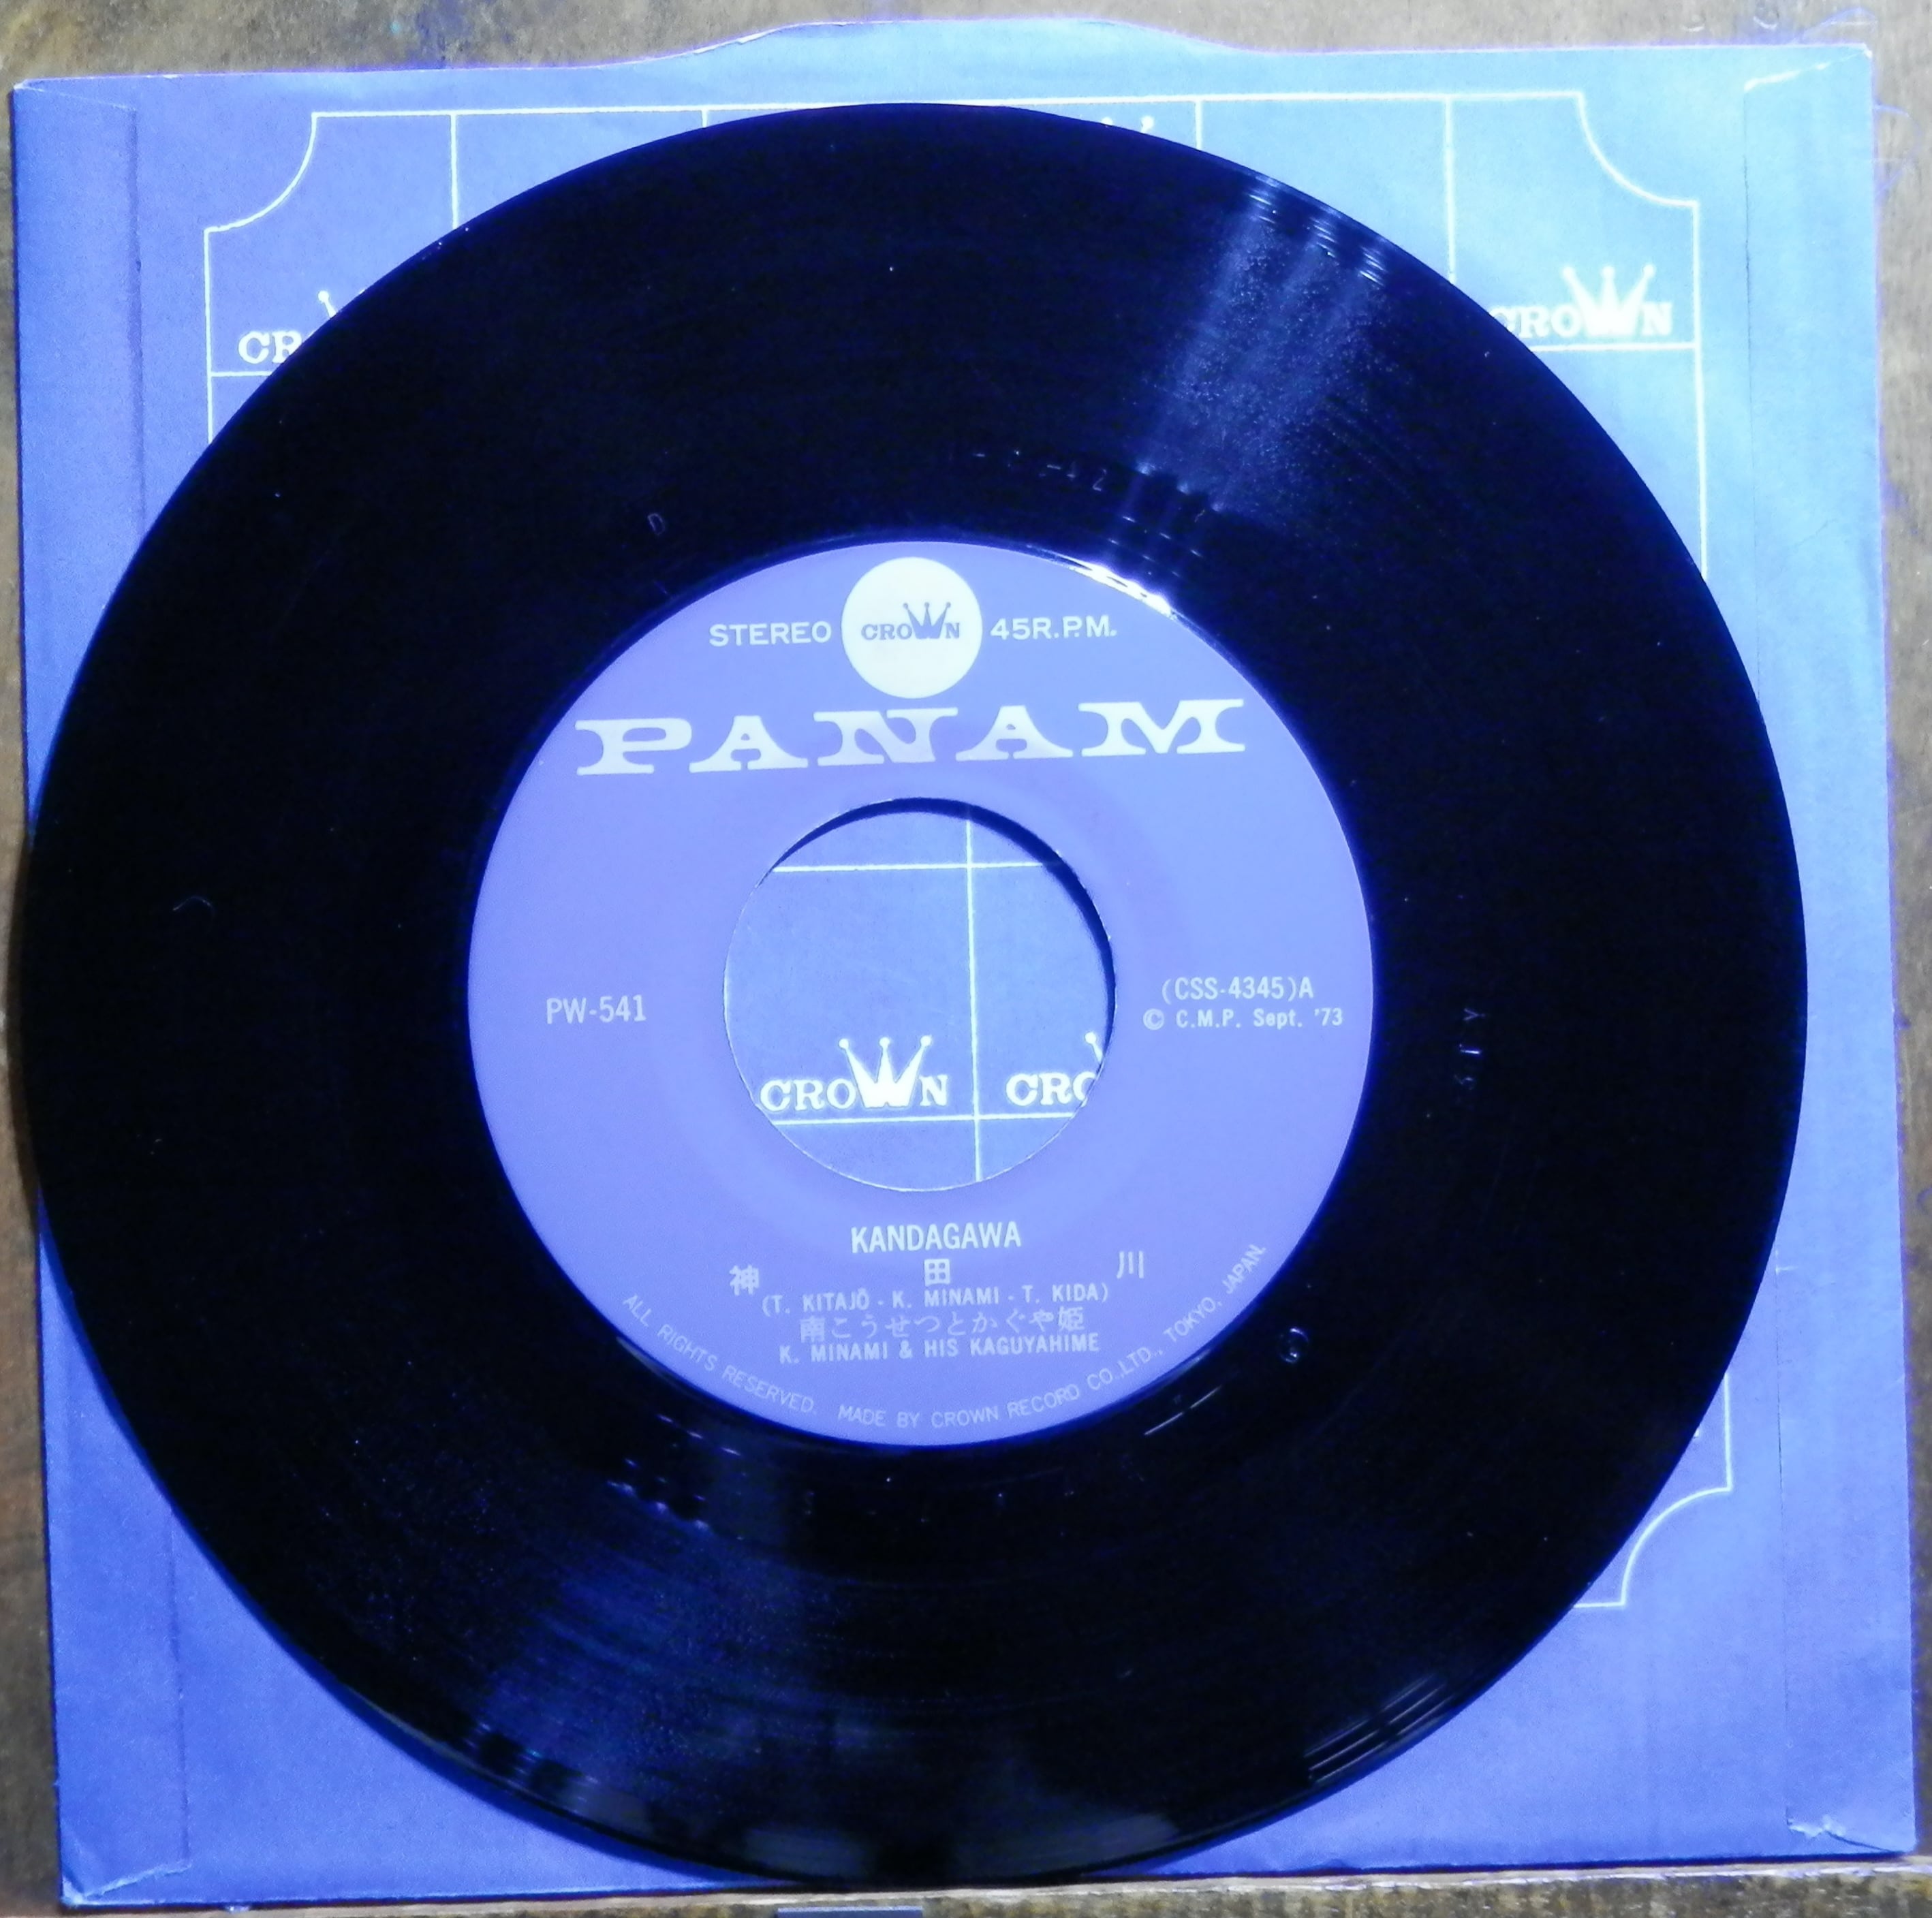 CROWN
STEREO CROWN 45R.P.M.
PANAM
PW-541
(CSS-4345)A
© C.M.P. Sept. '73
CROWN
KANDAGAWA
神田川
(T. KITAJŌ - K. MINAMI - T. KIDA)
南こうせつとかぐや姫
K. MINAMI & HIS KAGUYAHIME
ALL RIGHTS RESERVED. MADE BY CROWN RECORD CO.,LTD., TOKYO, JAPAN.